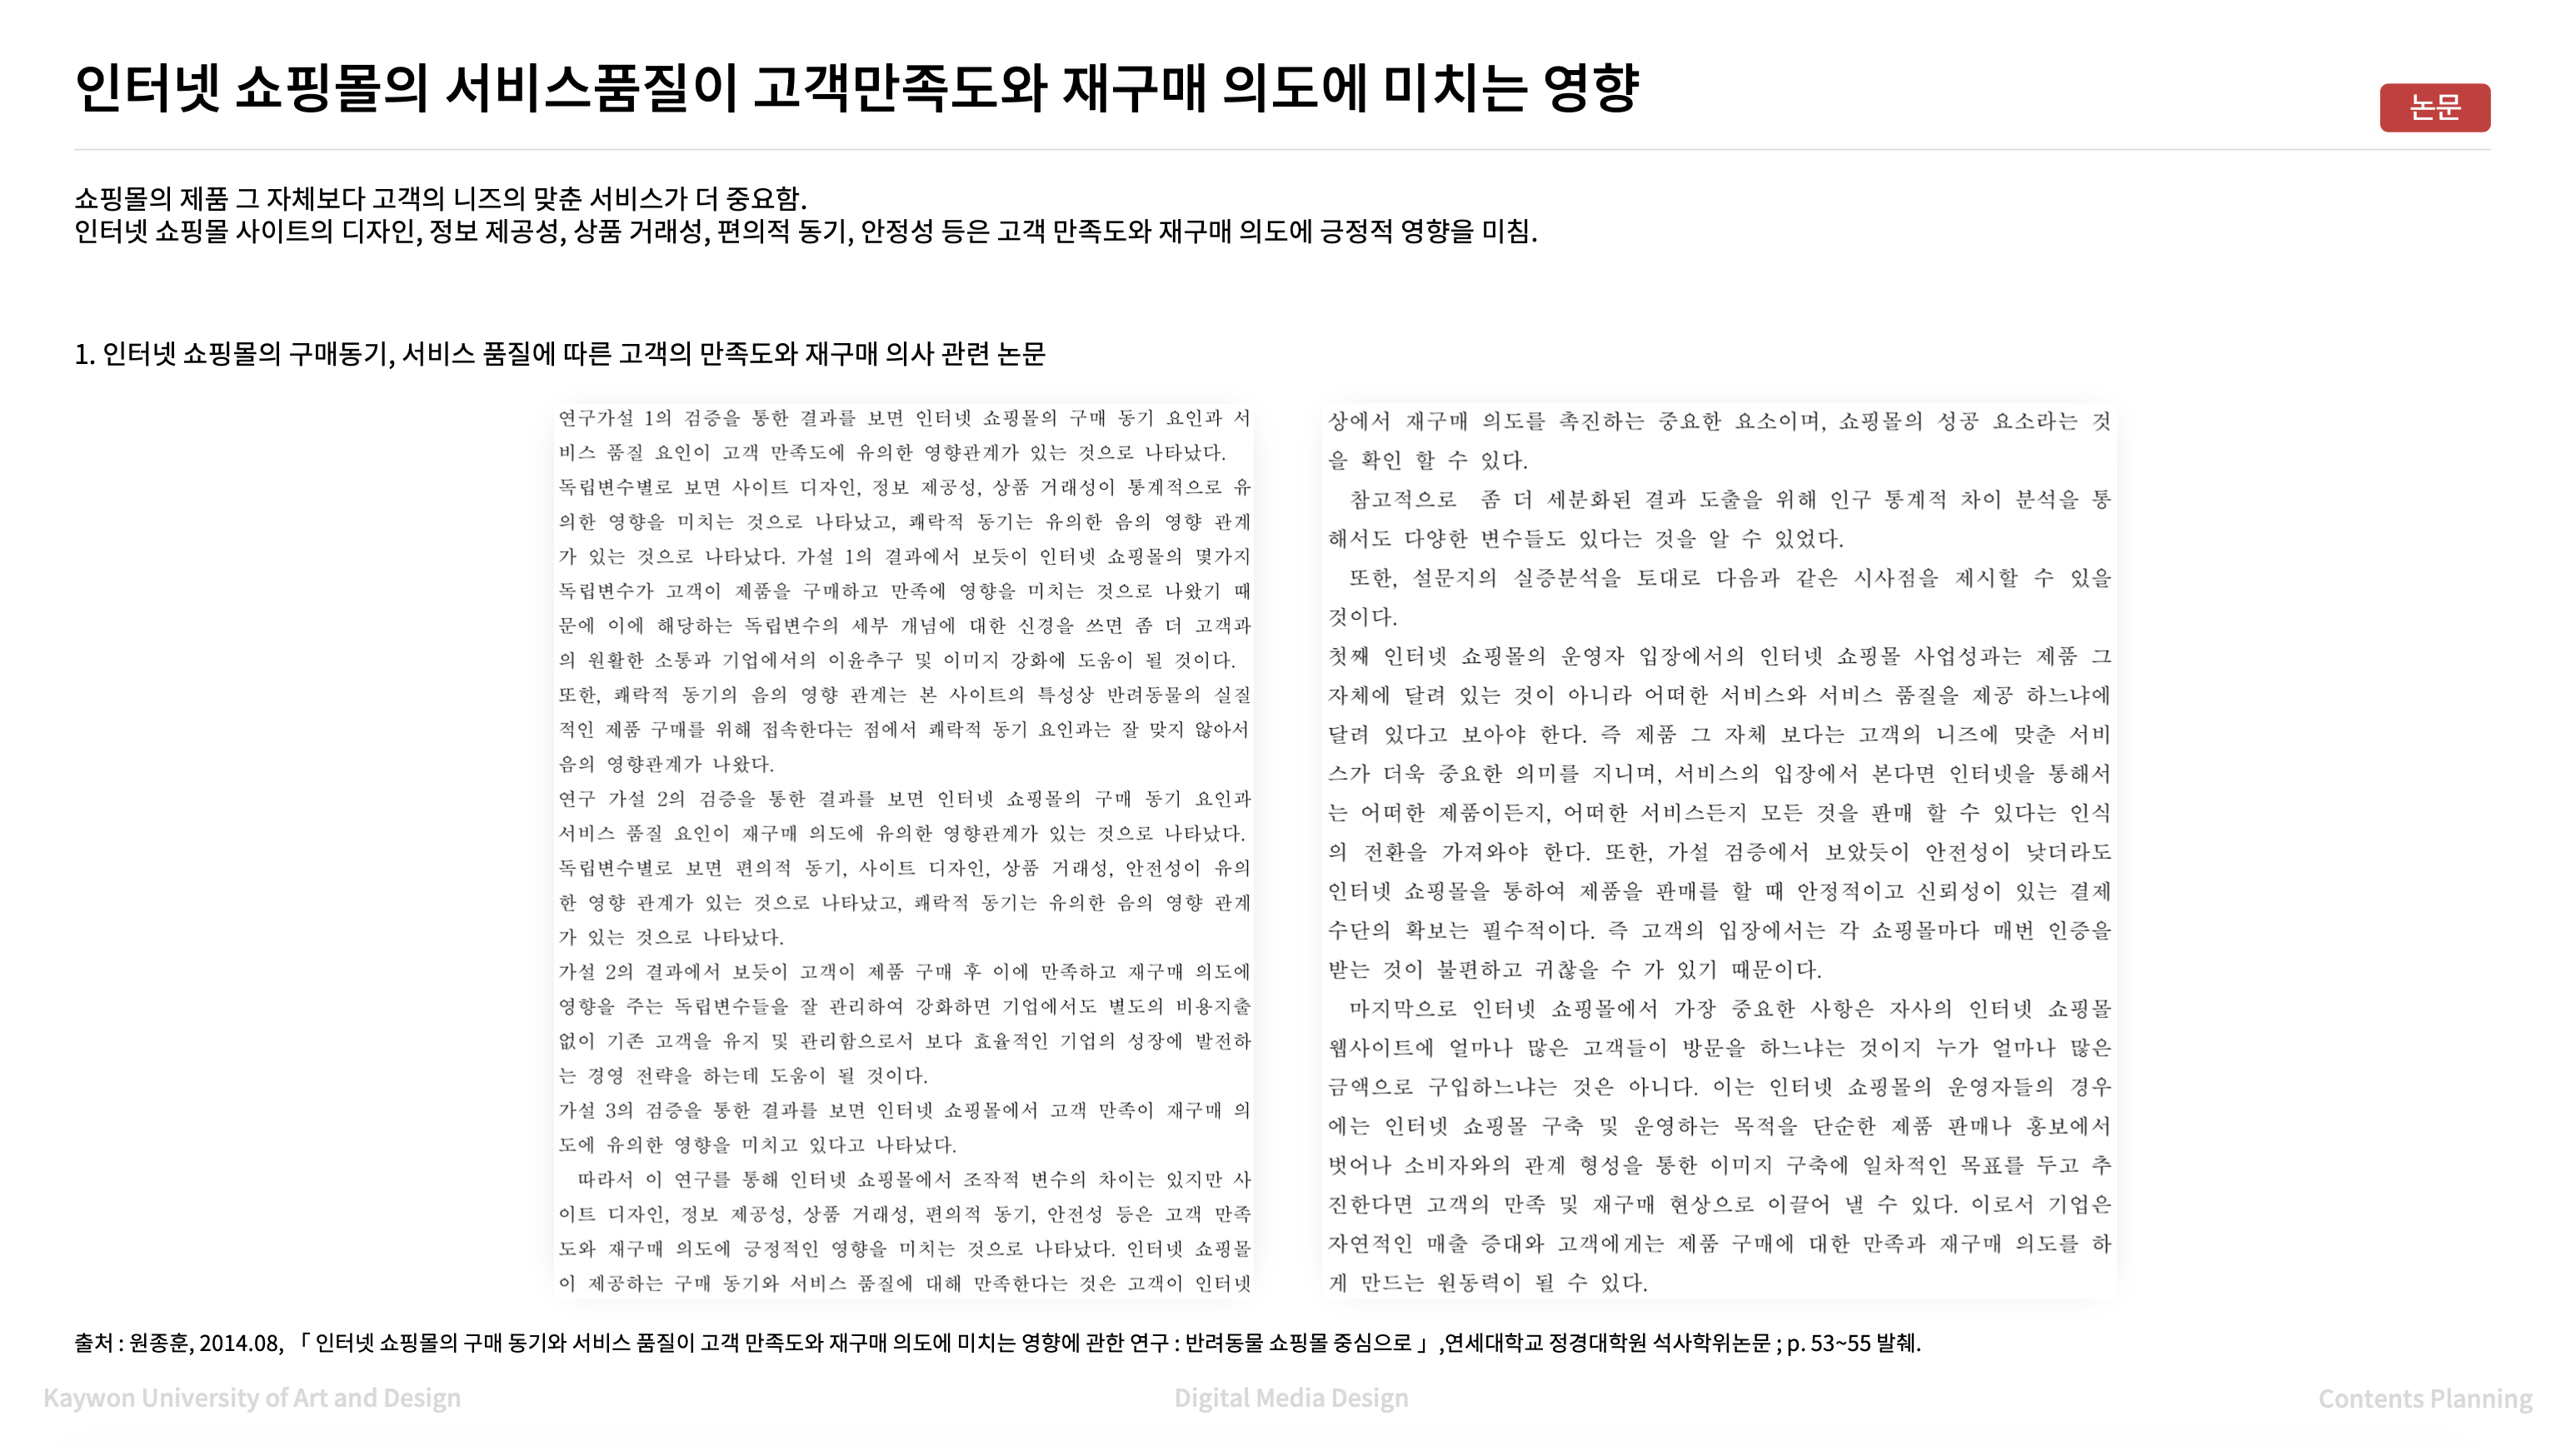 인터넷 쇼핑몰의 서비스품질이 고객만족도와 재구매 의도에 미치는 영향
논문
쇼핑몰의 제품 그 자체보다 고객의 니즈의 맞춘 서비스가 더 중요함.
인터넷 쇼핑몰 사이트의 디자인, 정보 제공성, 상품 거래성, 편의적 동기, 안정성 등은 고객 만족도와 재구매 의도에 긍정적 영향을 미침.
1. 인터넷 쇼핑몰의 구매동기, 서비스 품질에 따른 고객의 만족도와 재구매 의사 관련 논문
연구가설 1의 검증을 통한 결과를 보면 인터넷 쇼핑몰의 구매 동기 요인과 서
비스 품질 요인이 고객 만족도에 유의한 영향관계가 있는 것으로 나타났다.
독립변수별로 보면 사이트 디자인, 정보 제공성, 상품 거래성이 통계적으로 유
의한 영향을 미치는 것으로 나타났고, 쾌락적 동기는 유의한 음의 영향 관계
가 있는 것으로 나타났다. 가설 1의 결과에서 보듯이 인터넷 쇼핑몰의 몇가지
독립변수가 고객이 제품을 구매하고 만족에 영향을 미치는 것으로 나왔기 때
문에 이에 해당하는 독립변수의 세부 개념에 대한 신경을 쓰면 좀 더 고객과
의 원활한 소통과 기업에서의 이윤추구 및 이미지 강화에 도움이 될 것이다.
또한, 쾌락적 동기의 음의 영향 관계는 본 사이트의 특성상 반려동물의 실질
적인 제품 구매를 위해 접속한다는 점에서 쾌락적 동기 요인과는 잘 맞지 않아서
음의 영향관계가 나왔다.
연구 가설 2의 검증을 통한 결과를 보면 인터넷 쇼핑몰의 구매 동기 요인과
서비스 품질 요인이 재구매 의도에 유의한 영향관계가 있는 것으로 나타났다.
독립변수별로 보면 편의적 동기, 사이트 디자인, 상품 거래성, 안전성이 유의
한 영향 관계가 있는 것으로 나타났고, 쾌락적 동기는 유의한 음의 영향 관계
가 있는 것으로 나타났다.
가설 2의 결과에서 보듯이 고객이 제품 구매 후 이에 만족하고 재구매 의도에
영향을 주는 독립변수들을 잘 관리하여 강화하면 기업에서도 별도의 비용지출
없이 기존 고객을 유지 및 관리함으로서 보다 효율적인 기업의 성장에 발전하
는 경영 전략을 하는데 도움이 될 것이다.
가설 3의 검증을 통한 결과를 보면 인터넷 쇼핑몰에서 고객 만족이 재구매 의
도에 유의한 영향을 미치고 있다고 나타났다.
따라서 이 연구를 통해 인터넷 쇼핑몰에서 조작적 변수의 차이는 있지만 사
이트 디자인, 정보 제공성, 상품 거래성, 편의적 동기, 안전성 등은 고객 만족
도와 재구매 의도에 긍정적인 영향을 미치는 것으로 나타났다. 인터넷 쇼핑몰
이 제공하는 구매 동기와 서비스 품질에 대해 만족한다는 것은 고객이 인터넷
상에서 재구매 의도를 촉진하는 중요한 요소이며, 쇼핑몰의 성공 요소라는 것
을 확인 할 수 있다.
참고적으로 좀 더 세분화된 결과 도출을 위해 인구 통계적 차이 분석을 통
해서도 다양한 변수들도 있다는 것을 알 수 있었다.
또한, 설문지의 실증분석을 토대로 다음과 같은 시사점을 제시할 수 있을
것이다.
첫째 인터넷 쇼핑몰의 운영자 입장에서의 인터넷 쇼핑몰 사업성과는 제품 그
자체에 달려 있는 것이 아니라 어떠한 서비스와 서비스 품질을 제공 하느냐에
달려 있다고 보아야 한다. 즉 제품 그 자체 보다는 고객의 니즈에 맞춘 서비
스가 더욱 중요한 의미를 지니며, 서비스의 입장에서 본다면 인터넷을 통해서
는 어떠한 제품이든지, 어떠한 서비스든지 모든 것을 판매 할 수 있다는 인식
의 전환을 가져와야 한다. 또한, 가설 검증에서 보았듯이 안전성이 낮더라도
인터넷 쇼핑몰을 통하여 제품을 판매를 할 때 안정적이고 신뢰성이 있는 결제
수단의 확보는 필수적이다. 즉 고객의 입장에서는 각 쇼핑몰마다 매번 인증을
받는 것이 불편하고 귀찮을 수 가 있기 때문이다.
마지막으로 인터넷 쇼핑몰에서 가장 중요한 사항은 자사의 인터넷 쇼핑몰
웹사이트에 얼마나 많은 고객들이 방문을 하느냐는 것이지 누가 얼마나 많은
금액으로 구입하느냐는 것은 아니다. 이는 인터넷 쇼핑몰의 운영자들의 경우
에는 인터넷 쇼핑몰 구축 및 운영하는 목적을 단순한 제품 판매나 홍보에서
벗어나 소비자와의 관계 형성을 통한 이미지 구축에 일차적인 목표를 두고 추
진한다면 고객의 만족 및 재구매 현상으로 이끌어 낼 수 있다. 이로서 기업은
자연적인 매출 증대와 고객에게는 제품 구매에 대한 만족과 재구매 의도를 하
게 만드는 원동력이 될 수 있다.
출처 : 원종훈, 2014.08, 「 인터넷 쇼핑몰의 구매 동기와 서비스 품질이 고객 만족도와 재구매 의도에 미치는 영향에 관한 연구 : 반려동물 쇼핑몰 중심으로 」 ,연세대학교 정경대학원 석사학위논문 ; p. 53~55 발췌.
Kaywon University of Art and Design
Digital Media Design
Contents Planning